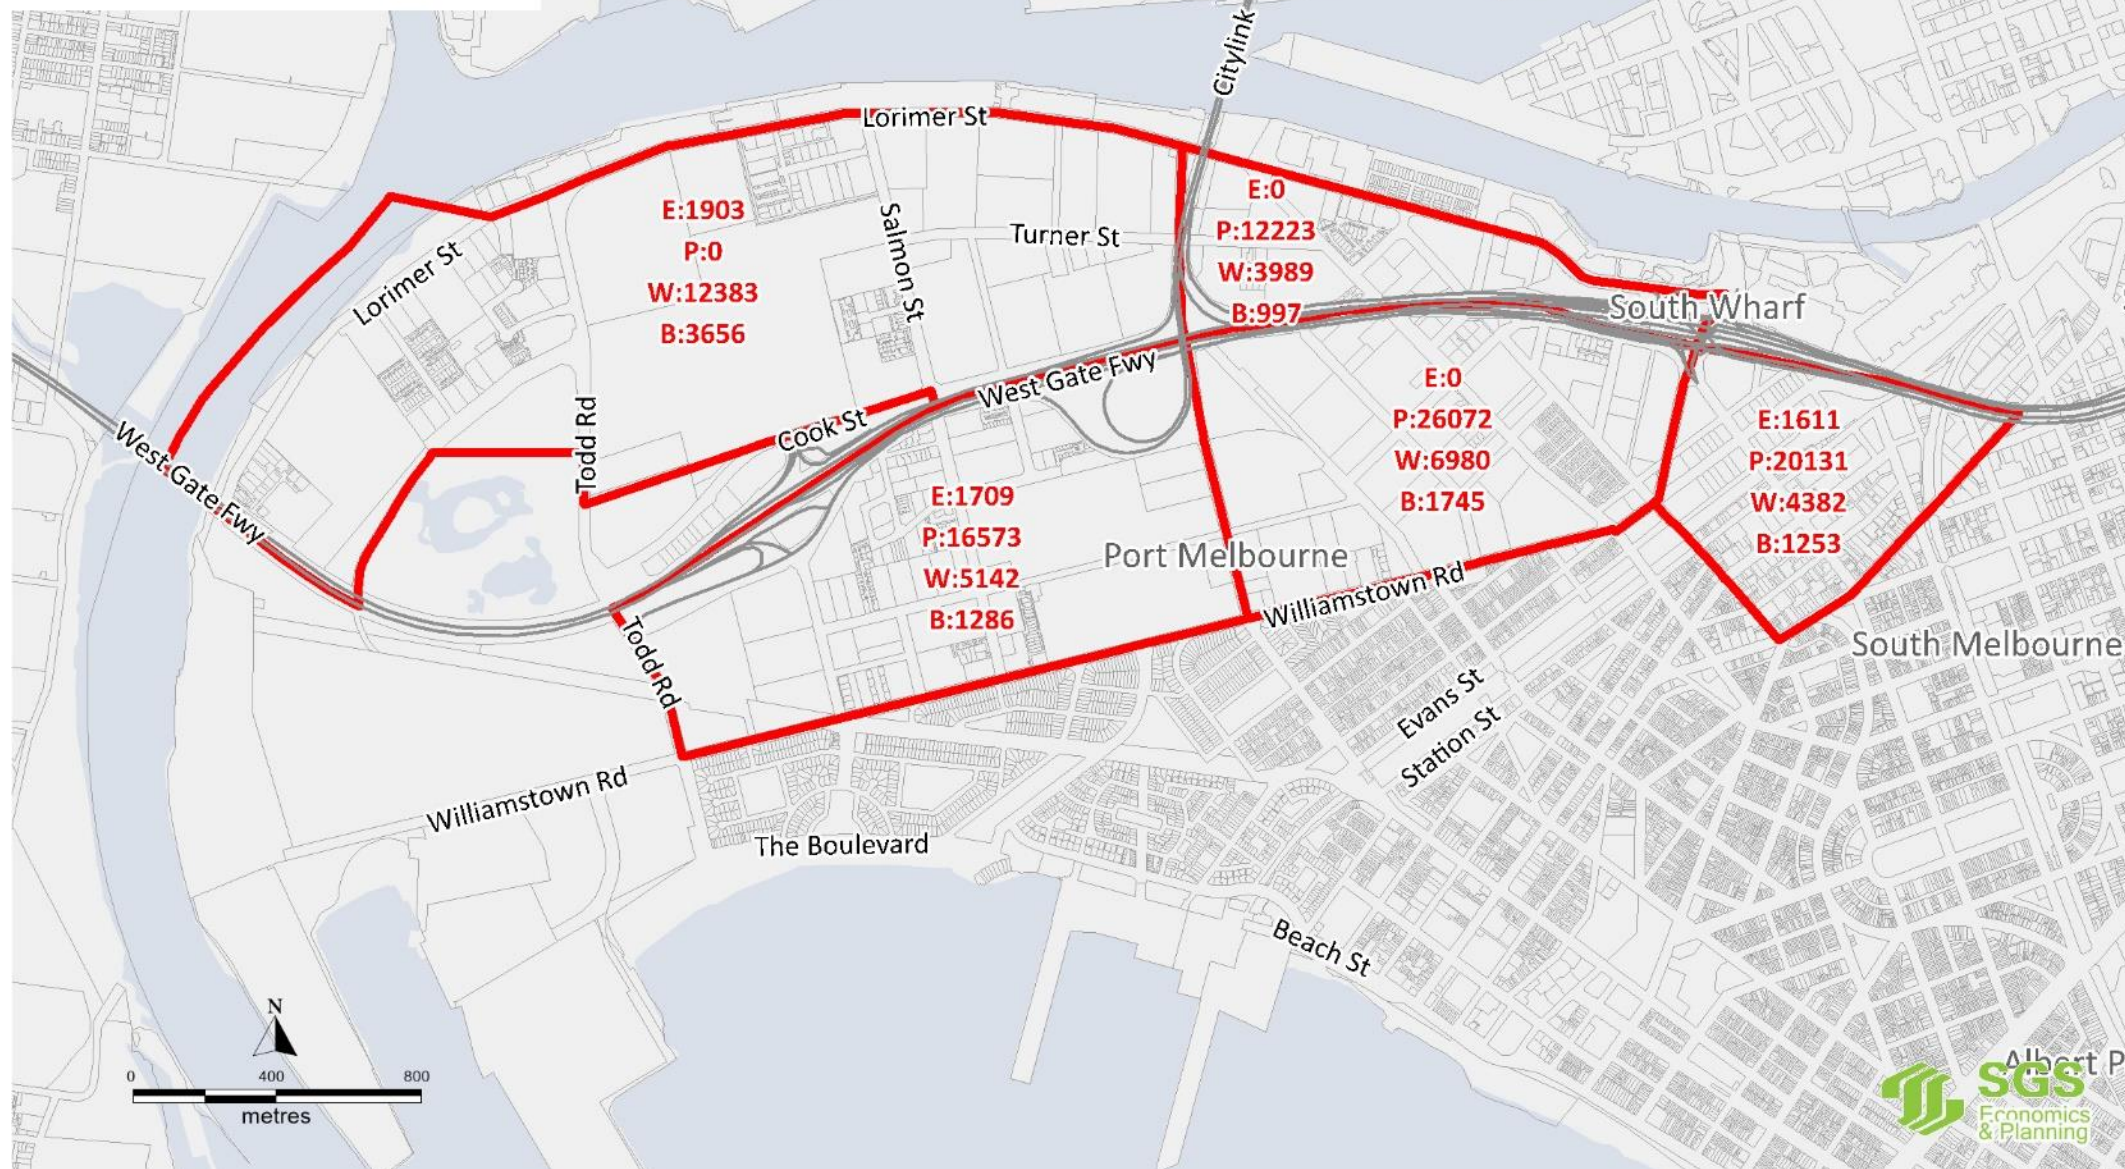 Citylink
Lorimer St
E:1903
P:0
W:12383
B:3656
Salmon St
Turner St
E:0
P:12223
W:3989
B:997
Lorimer St
South Wharf
West Gate Fwy
E:0
P:26072
W:6980
B:1745
E:1611
P:20131
W:4382
B:1253
Todd Rd
Cook St
West Gate Fwy
E:1709
P:16573
W:5142
B:1286
Port Melbourne
Williamstown Rd
Todd Rd
South Melbourne
Evans St
Station St
Williamstown Rd
The Boulevard
Beach St
N
0 400 800
metres
Albert P
SGS
Economics
& Planning